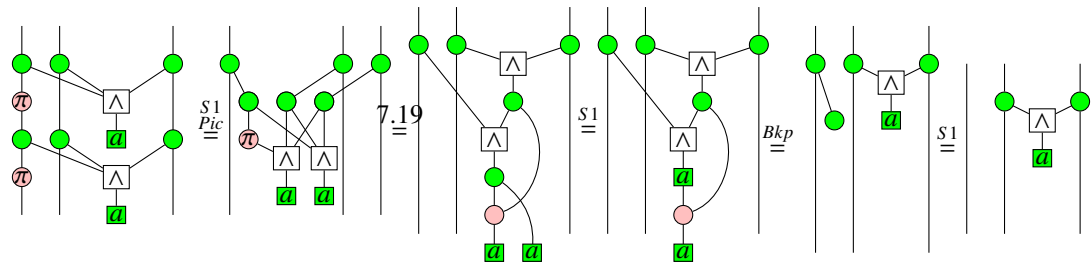 ∧ ∧
π S1 ∧ ∧
Pic 7.19 S1 Bkp a S1 ∧
a = π = ∧ = ∧ = = a
∧ ∧ a
π a a
a a a a a